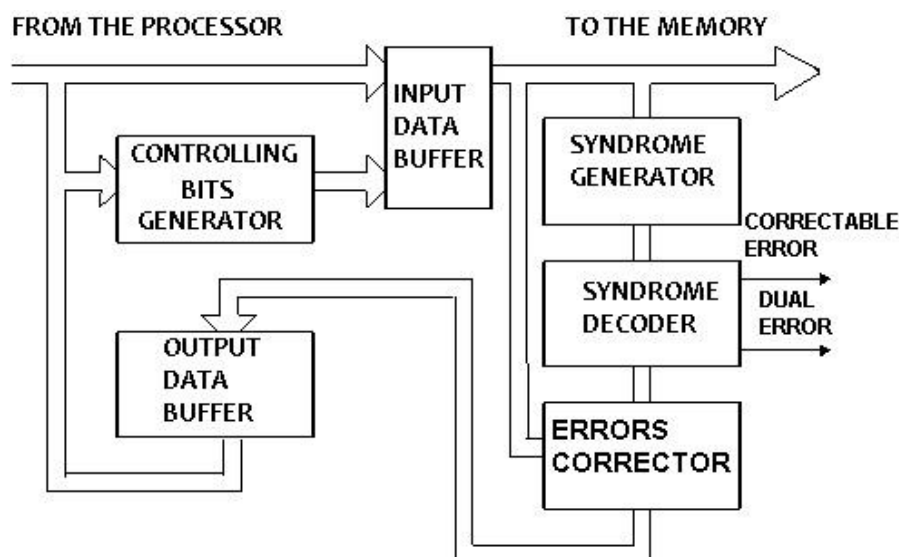 FROM THE PROCESSOR
TO THE MEMORY
INPUT
DATA
BUFFER
CONTROLLING
BITS
GENERATOR
SYNDROME
GENERATOR
CORRECTABLE
ERROR
SYNDROME
DECODER
DUAL
ERROR
OUTPUT
DATA
BUFFER
ERRORS
CORRECTOR